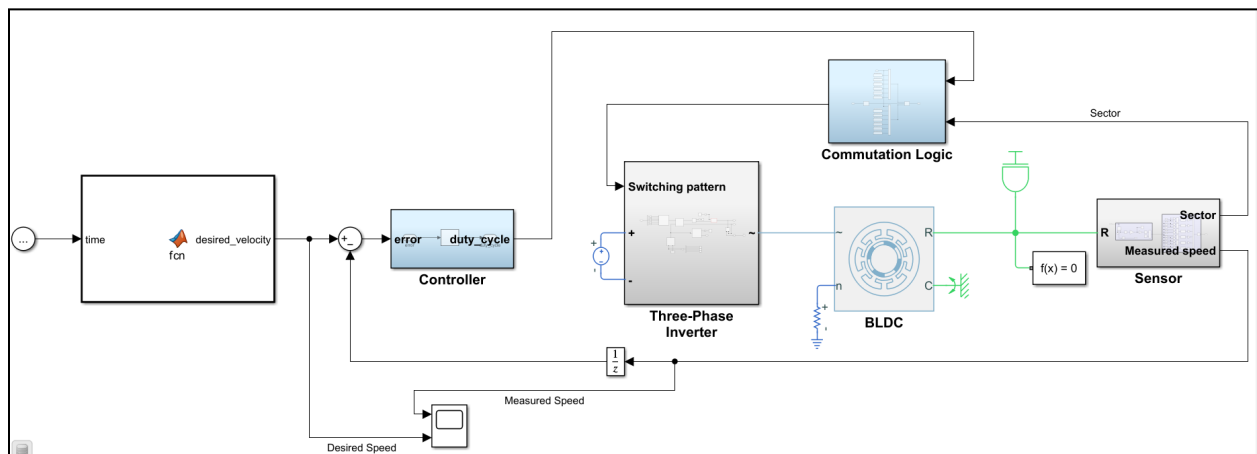 Commutation Logic
Sector
Switching pattern
+
-
~
Three-Phase
Inverter
+
-
~
n
R
C
BLDC
+
-
R
Sector
Measured speed
Sensor
f(x) = 0
...
time
fcn
desired_velocity
+
-
error
duty_cycle
Controller
1
z
Measured Speed
Desired Speed